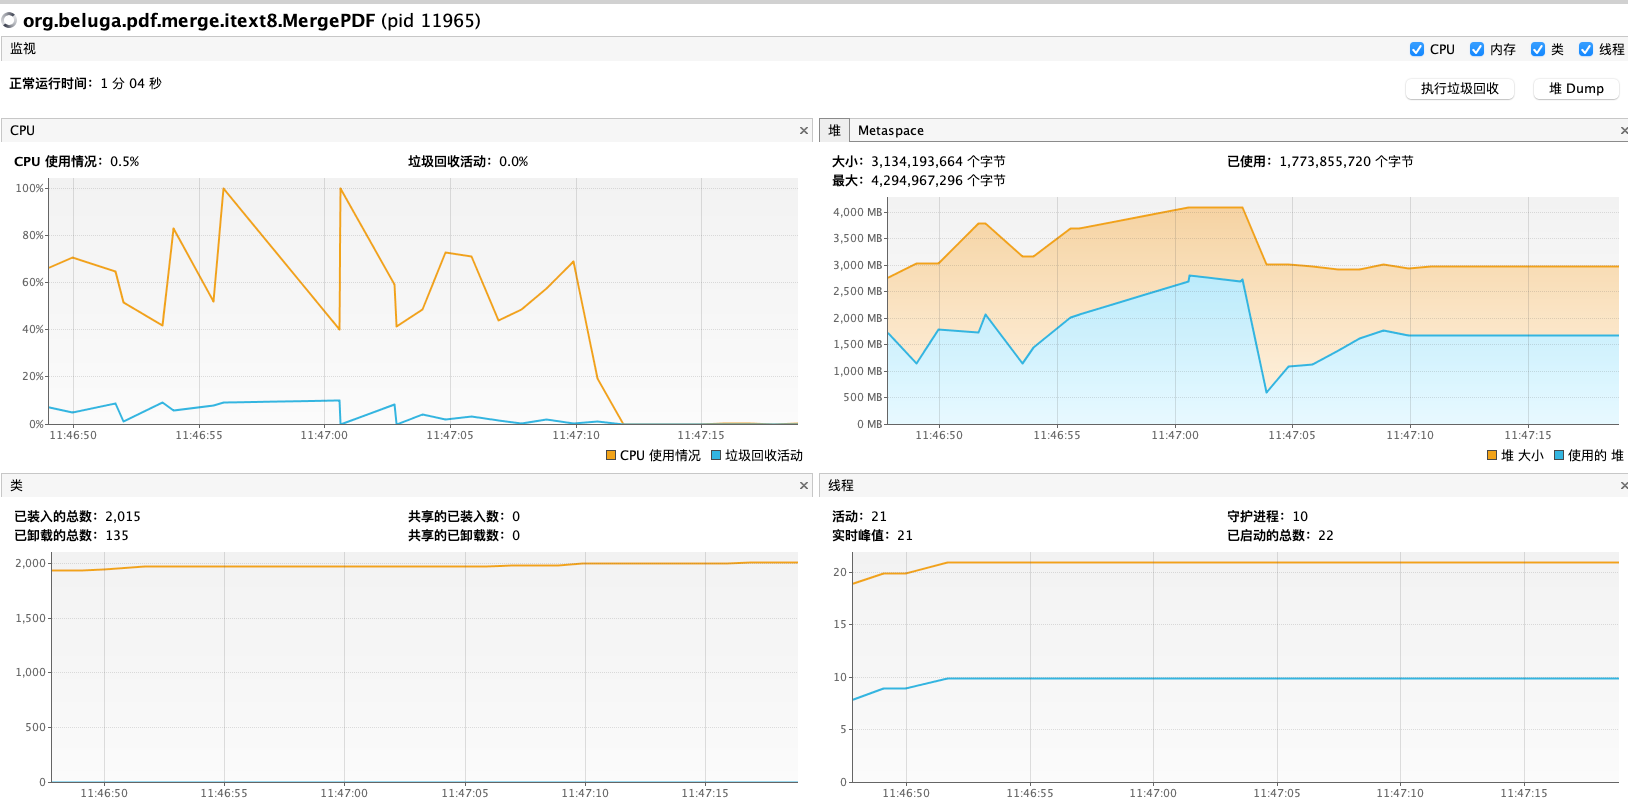 org.beluga.pdf.merge.itext8.MergePDF (pid 11965)
监视
CPU 内存 类 线程
正常运行时间：1 分 04 秒
执行垃圾回收 堆 Dump
CPU
CPU 使用情况：0.5% 垃圾回收活动：0.0%
100%
80%
60%
40%
20%
0%
11:46:50 11:46:55 11:47:00 11:47:05 11:47:10 11:47:15
CPU 使用情况 垃圾回收活动
堆 Metaspace
大小：3,134,193,664 个字节 已使用：1,773,855,720 个字节
最大：4,294,967,296 个字节
4,000 MB
3,500 MB
3,000 MB
2,500 MB
2,000 MB
1,500 MB
1,000 MB
500 MB
0 MB
11:46:50 11:46:55 11:47:00 11:47:05 11:47:10 11:47:15
堆 大小 使用的 堆
类
已装入的总数：2,015 共享的已装入数：0
已卸载的总数：135 共享的已卸载数：0
2,000
1,500
1,000
500
0
11:46:50 11:46:55 11:47:00 11:47:05 11:47:10 11:47:15
线程
活动：21 守护进程：10
实时峰值：21 已启动的总数：22
20
15
10
5
0
11:46:50 11:46:55 11:47:00 11:47:05 11:47:10 11:47:15